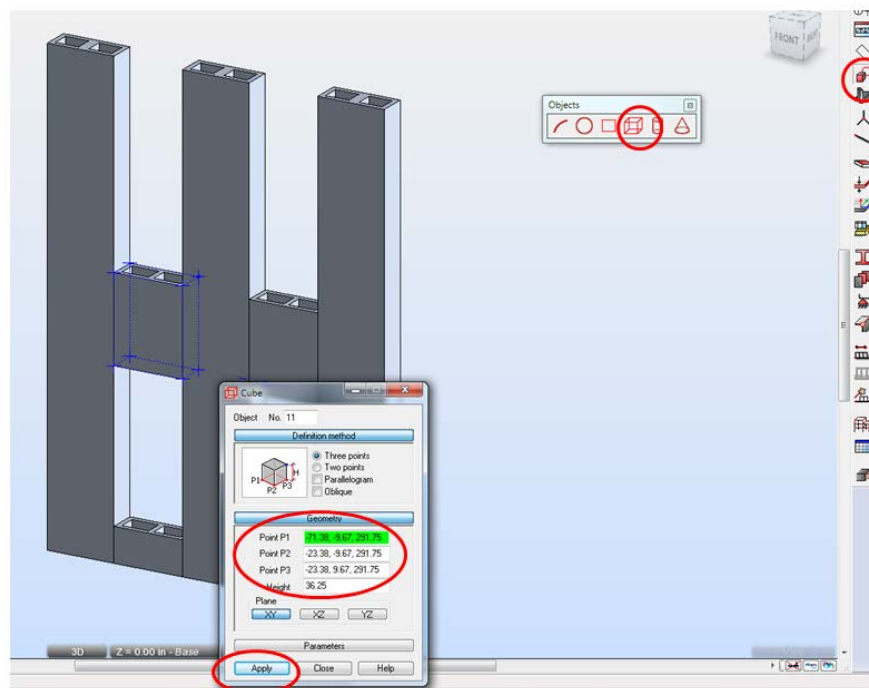 FRONT
Objects
Cube
Object No. 11
Definition method
Three points
Two points
Parallelogram
Oblique
P1
P2
P3
H
Geometry
Point P1 -71.38, -9.67, 291.75
Point P2 -23.38, -9.67, 291.75
Point P3 -23.38, 9.67, 291.75
Height 36.25
Plane
XY XZ YZ
Parameters
Apply Close Help
3D Z = 0.00 in - Base